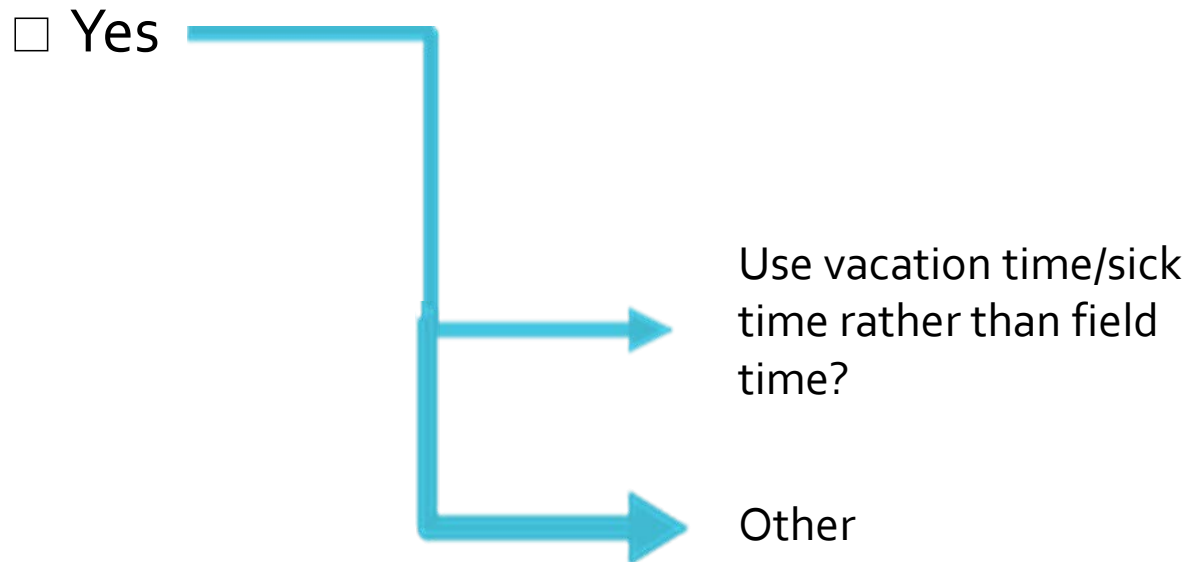 ☐ Yes
Use vacation time/sick
time rather than field
time?
Other